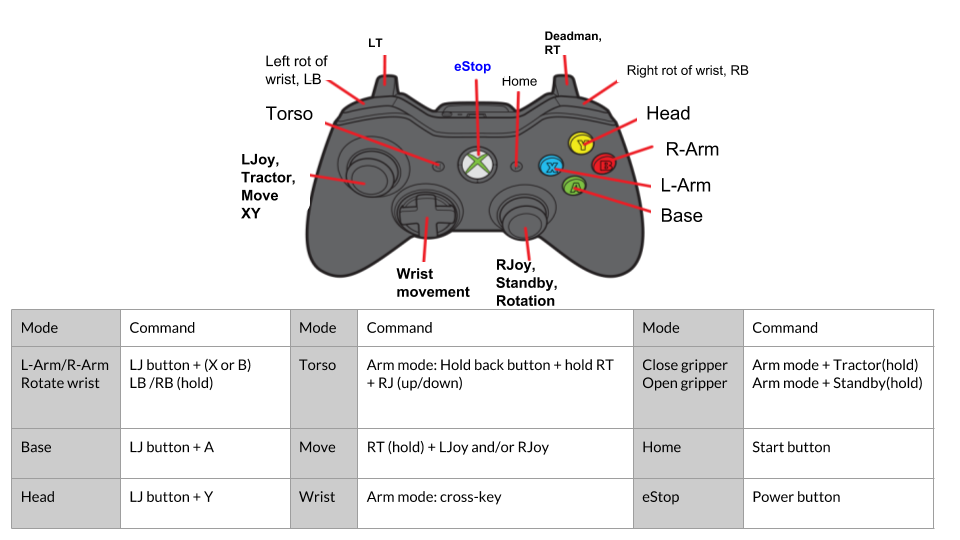 LT
Deadman,
RT
Left rot of
wrist, LB
eStop
Home
Right rot of wrist, RB
Torso
Head
Y
R-Arm
B
X
L-Arm
A
Base
LJoy,
Tractor,
Move
XY
Wrist
movement
RJoy,
Standby,
Rotation
Mode
Command
Mode
Command
Mode
Command
L-Arm/R-Arm
Rotate wrist
LJ button + (X or B)
LB /RB (hold)
Torso
Arm mode: Hold back button + hold RT
+ RJ (up/down)
Close gripper
Open gripper
Arm mode + Tractor(hold)
Arm mode + Standby(hold)
Base
LJ button + A
Move
RT (hold) + LJoy and/or RJoy
Home
Start button
Head
LJ button + Y
Wrist
Arm mode: cross-key
eStop
Power button